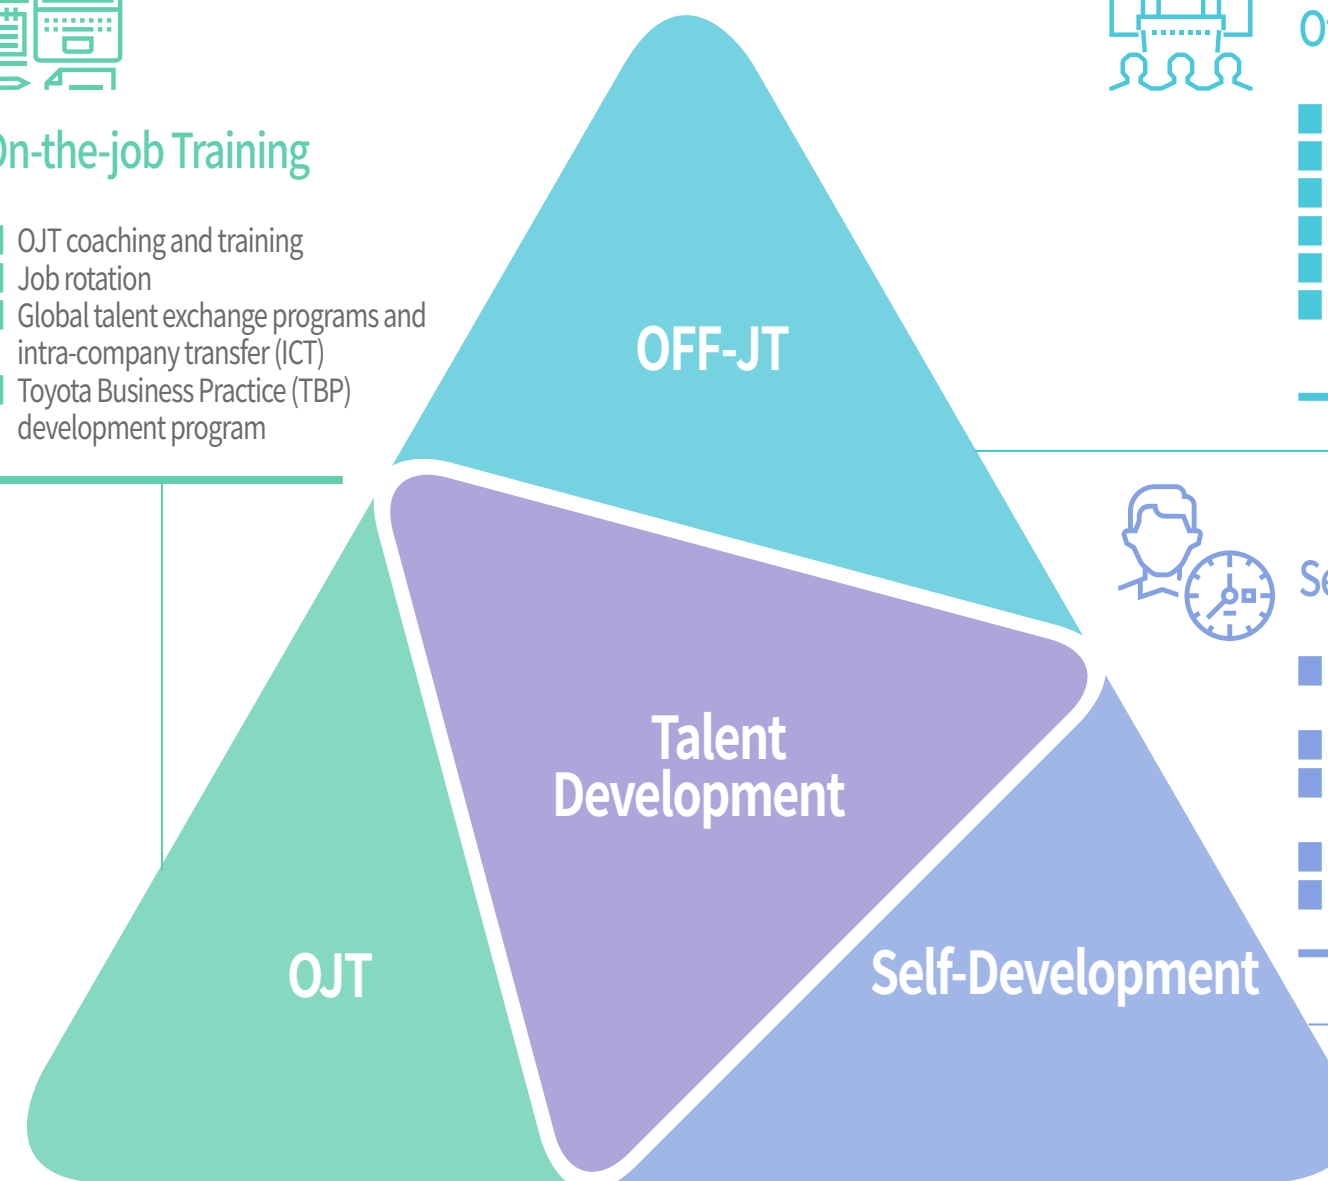 On-the-job Training
OJT coaching and training
Job rotation
Global talent exchange programs and
intra-company transfer (ICT)
Toyota Business Practice (TBP)
development program
OFF-JT
Talent
Development
OJT
Self-Development